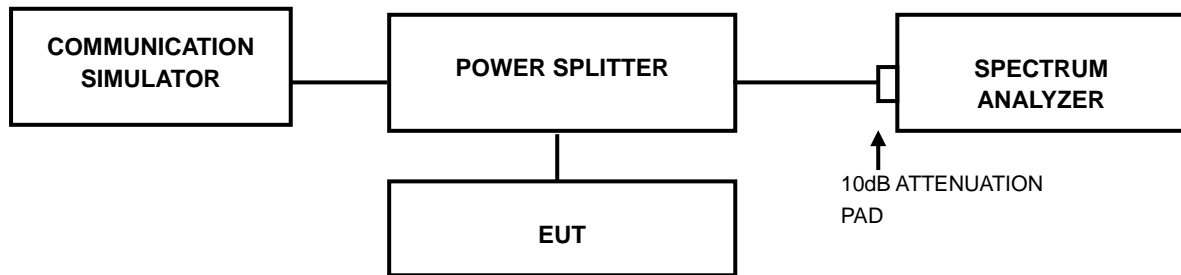 COMMUNICATION
SIMULATOR
POWER SPLITTER
SPECTRUM
ANALYZER
10dB ATTENUATION
PAD
EUT